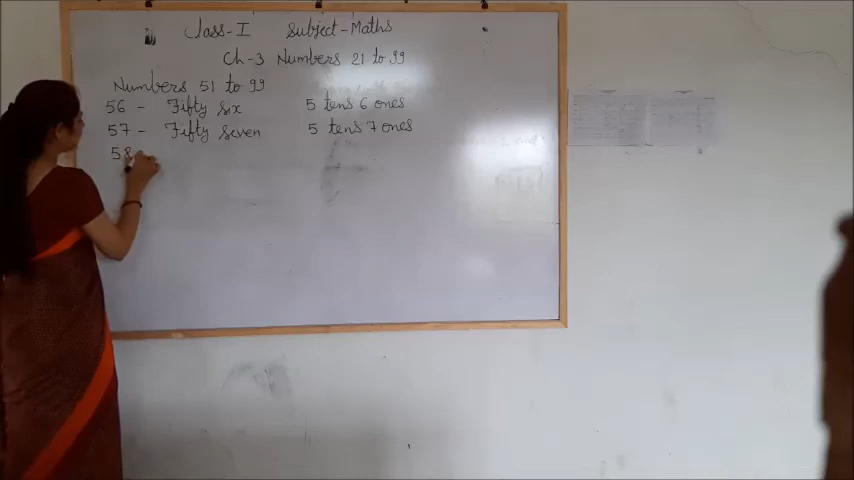 Class-I Subject-Maths
Ch-3 Numbers 21 to 99
Numbers 51 to 99
56 - Fifty six 5 tens 6 ones
57 - Fifty seven 5 tens 7 ones
58